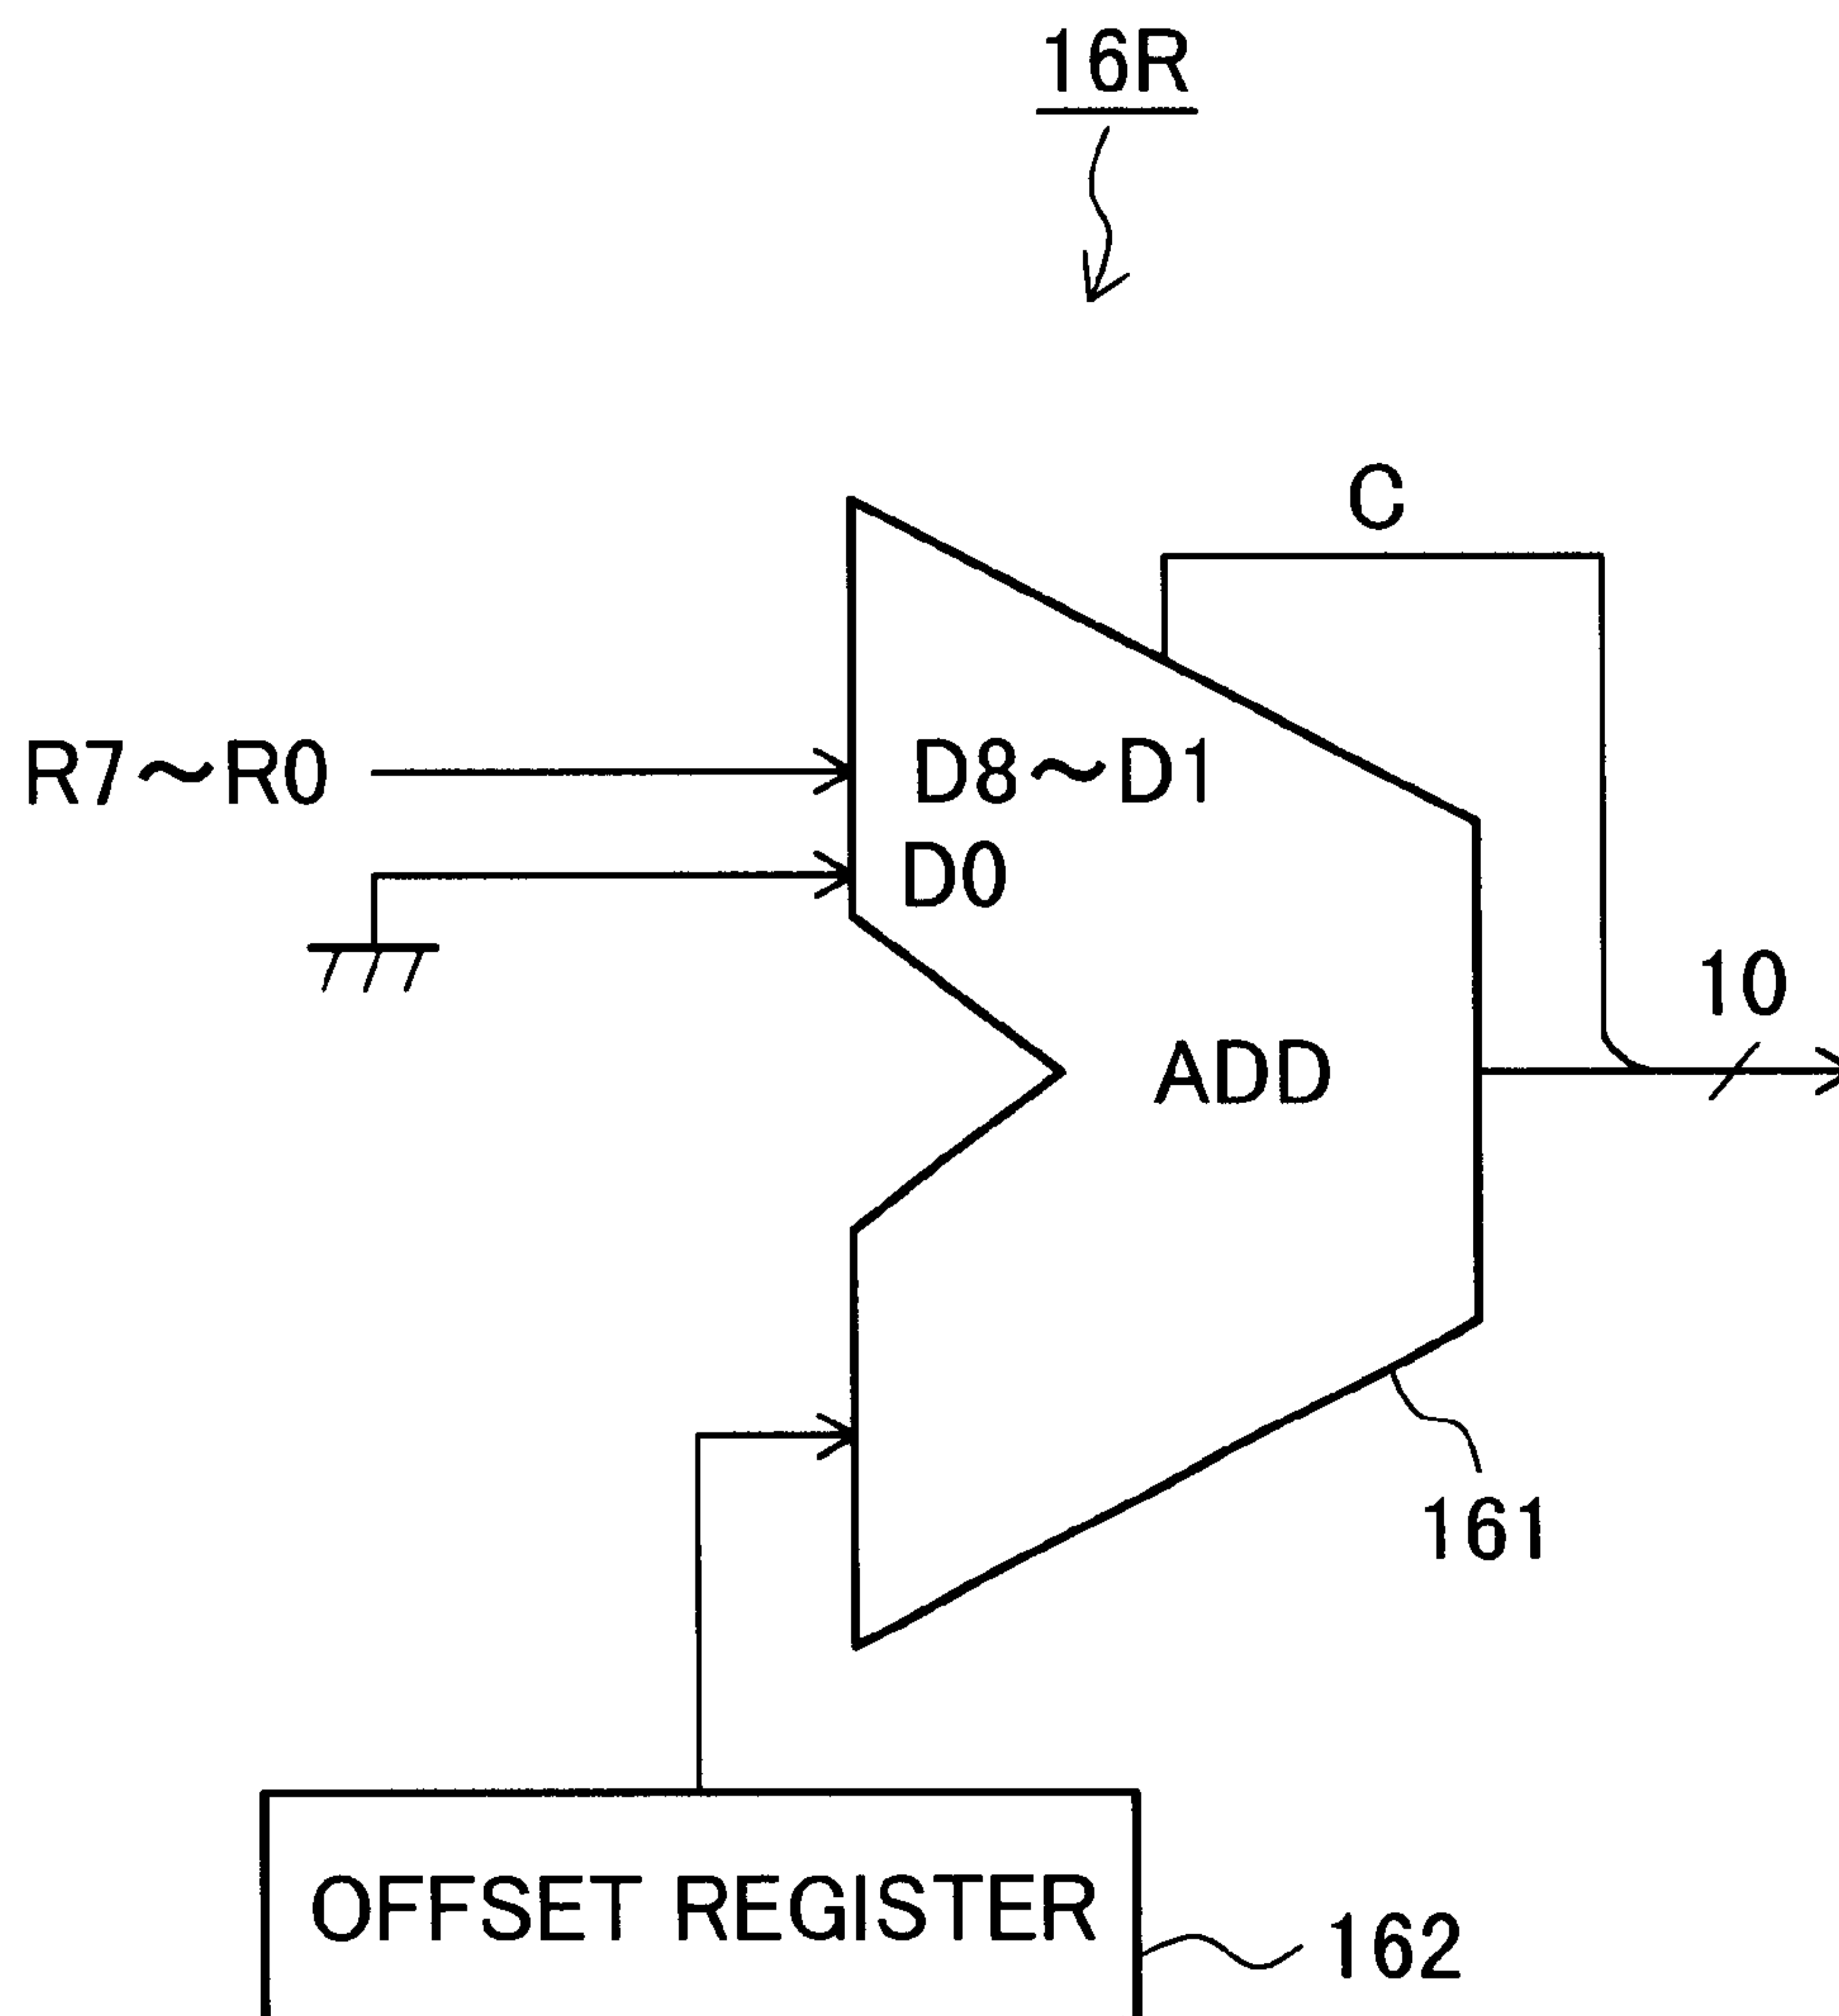 16R
C
R7～R0
D8～D1
D0
10
ADD
161
OFFSET REGISTER
162